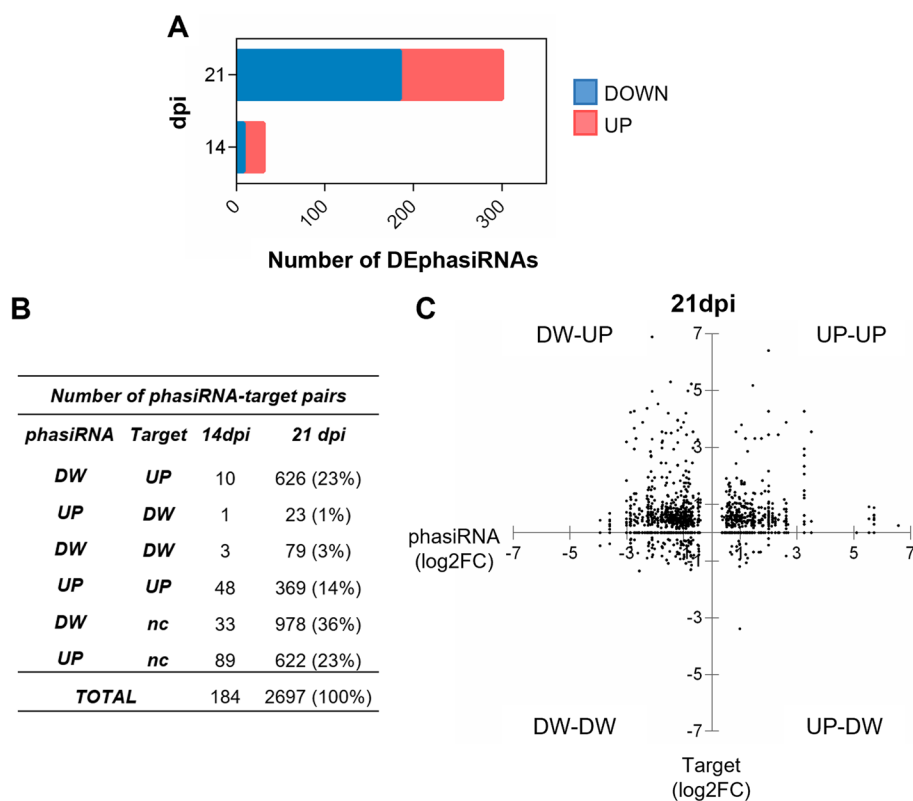 A
dpi
21
14
0
100
200
300
Number of DEphasiRNAs
DOWN
UP
B
Number of phasiRNA-target pairs
phasiRNA Target 14dpi 21 dpi
DW UP 10 626 (23%)
UP DW 1 23 (1%)
DW DW 3 79 (3%)
UP UP 48 369 (14%)
DW nc 33 978 (36%)
UP nc 89 622 (23%)
TOTAL 184 2697 (100%)
C
21dpi
DW-UP
UP-UP
7
5
3
1
-1
-3
-5
-7
phasiRNA
(log2FC)
-7 -5 -3 -1 1 3 5 7
DW-DW
UP-DW
Target
(log2FC)